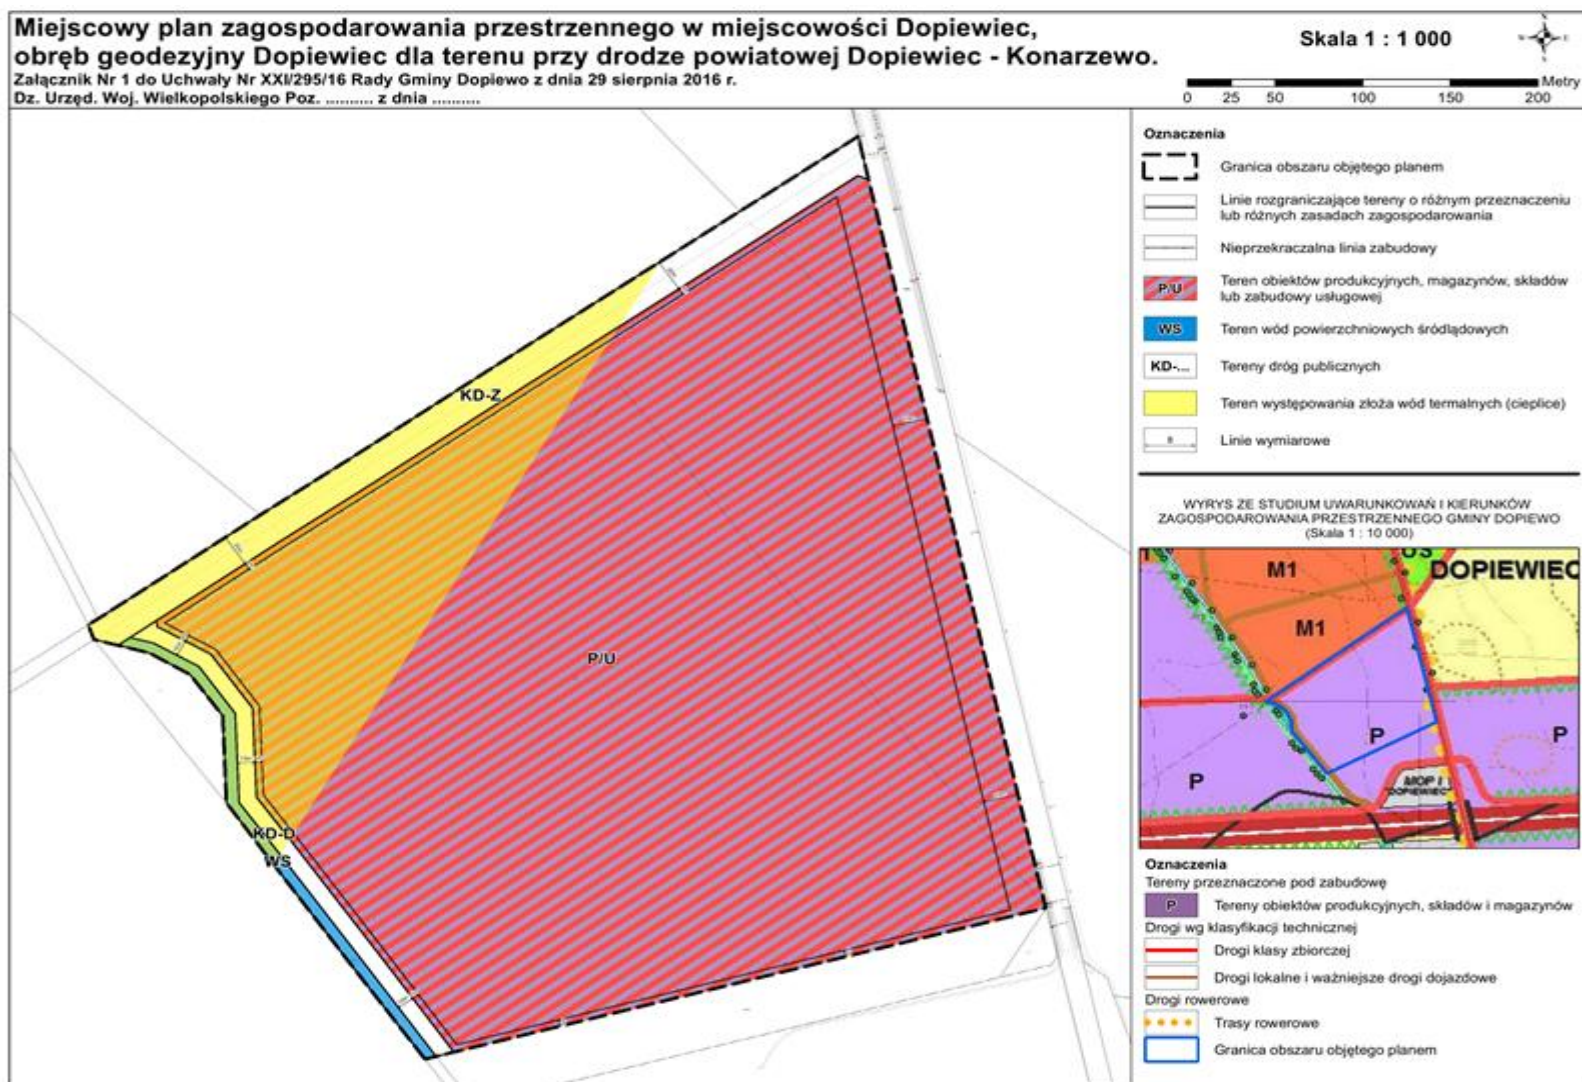 Miejscowy plan zagospodarowania przestrzennego w miejscowości Dopiewiec,
obręb geodezyjny Dopiewiec dla terenu przy drodze powiatowej Dopiewiec - Konarzewo.
Załącznik Nr 1 do Uchwały Nr XXI/295/16 Rady Gminy Dopiewo z dnia 29 sierpnia 2016 r.
Dz. Urzęd. Woj. Wielkopolskiego Poz. ........... z dnia ...........
Skala 1 : 1 000
Metry
0 25 50 100 150 200
KD-Z
P/U
KD-D
WS
Oznaczenia
Granica obszaru objętego planem
Linie rozgraniczające tereny o różnym przeznaczeniu
lub różnych zasadach zagospodarowania
Nieprzekraczalna linia zabudowy
P/U Teren obiektów produkcyjnych, magazynów, składów
lub zabudowy usługowej
WS Teren wód powierzchniowych śródlądowych
KD-... Tereny dróg publicznych
Teren występowania złoża wód termalnych (cieplice)
Linie wymiarowe
WYRYS ZE STUDIUM UWARUNKOWAŃ I KIERUNKÓW
ZAGOSPODAROWANIA PRZESTRZENNEGO GMINY DOPIEWO
(Skala 1 : 10 000)
US
M1
DOPIEWIEC
M1
P
P
P
MOP I
"DOPIEWIEC"
Oznaczenia
Tereny przeznaczone pod zabudowę
P Tereny obiektów produkcyjnych, składów i magazynów
Drogi wg klasyfikacji technicznej
Drogi klasy zbiorczej
Drogi lokalne i ważniejsze drogi dojazdowe
Drogi rowerowe
Trasy rowerowe
Granica obszaru objętego planem